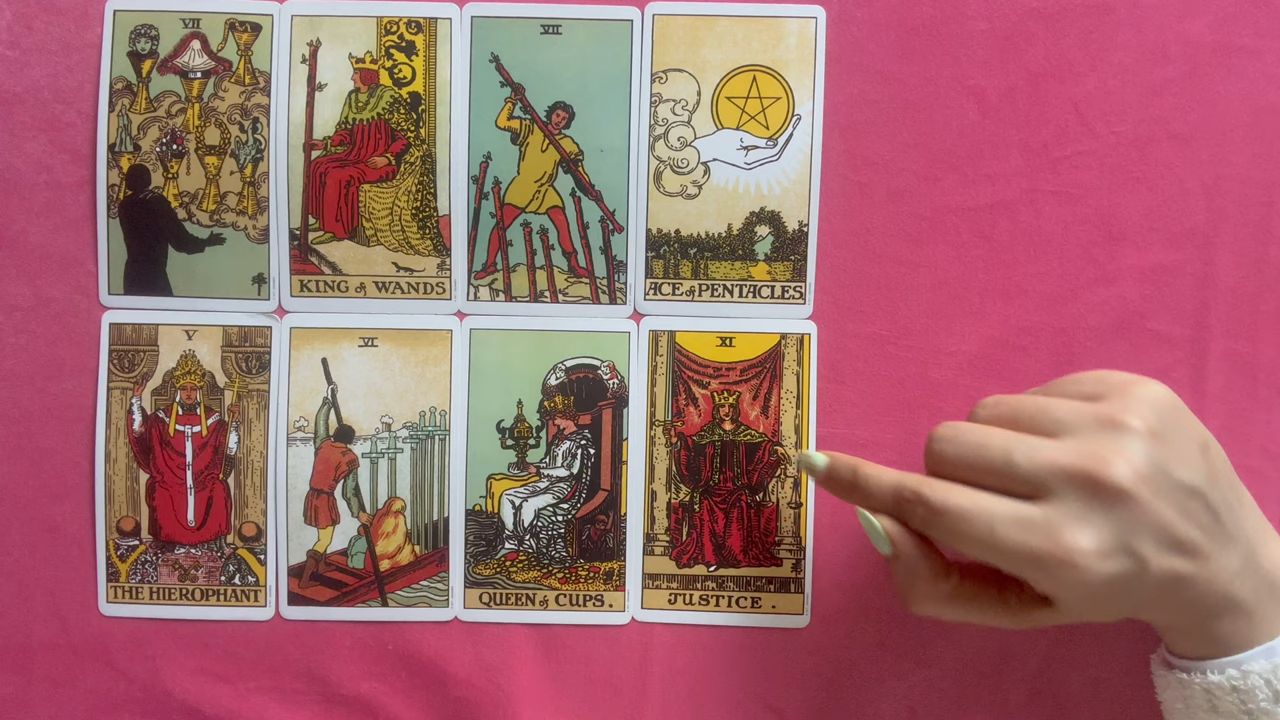 VII
KING of WANDS
VII
ACE of PENTACLES
V
THE HIEROPHANT
VI
QUEEN of CUPS.
XI
JUSTICE.